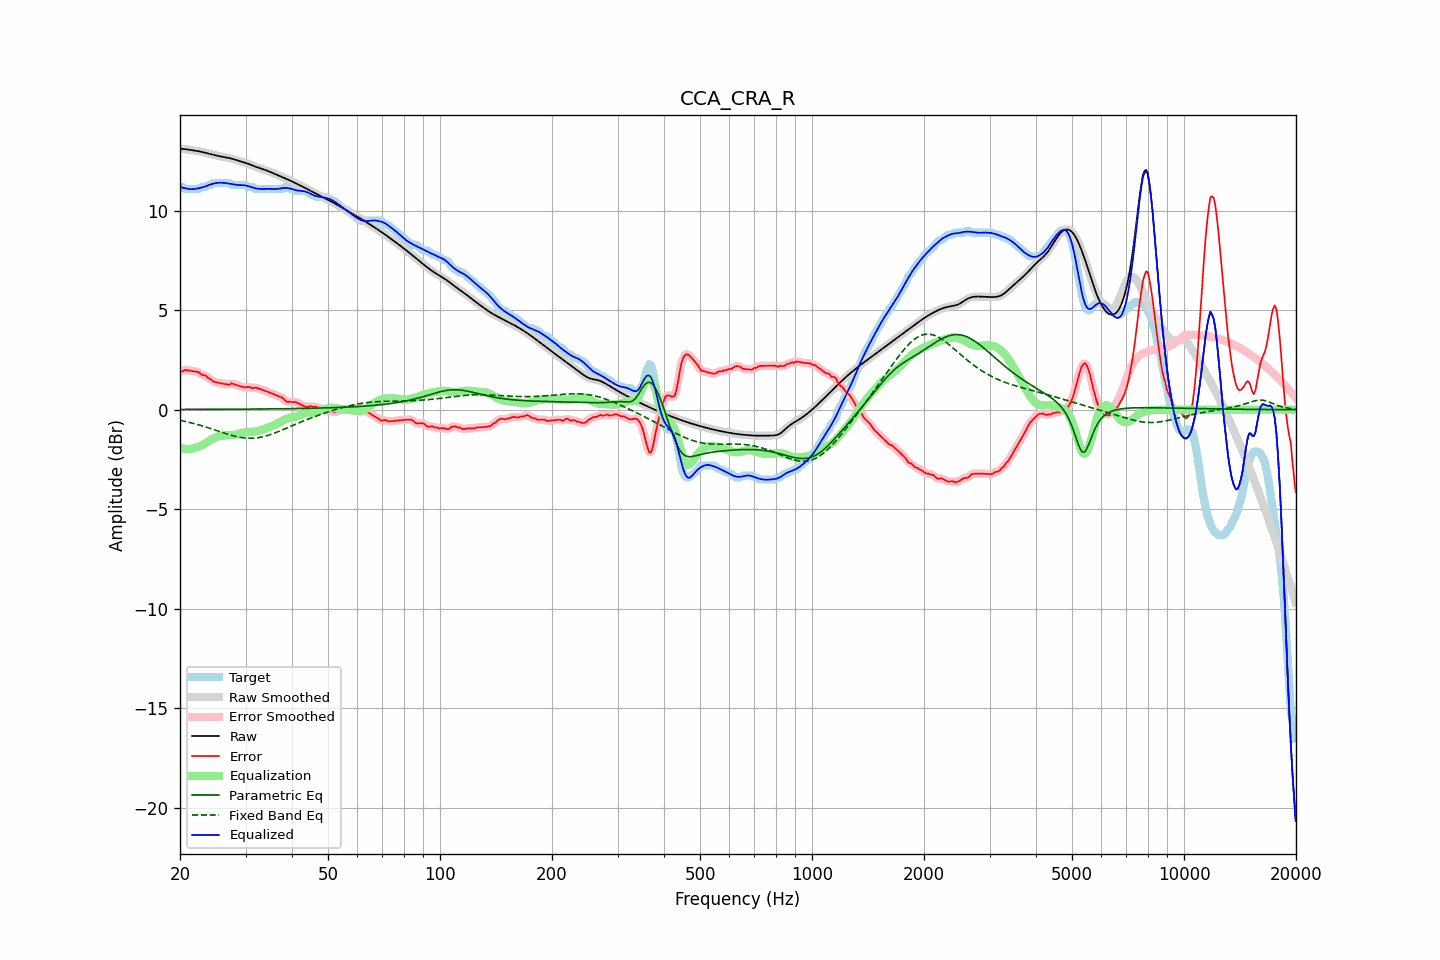 CCA_CRA_R
10
5
0
−5
−10
−15
−20
Amplitude (dBr)
Target
Raw Smoothed
Error Smoothed
Raw
Error
Equalization
Parametric Eq
Fixed Band Eq
Equalized
20 50 100 200 500 1000 2000 5000 10000 20000
Frequency (Hz)